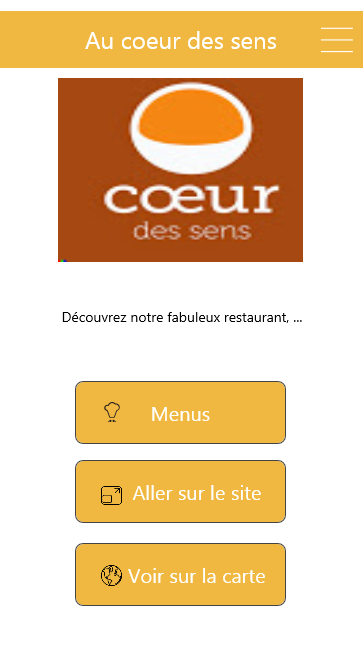 Au coeur des sens
cœur
des sens
Découvrez notre fabuleux restaurant, ...
Menus
Aller sur le site
Voir sur la carte